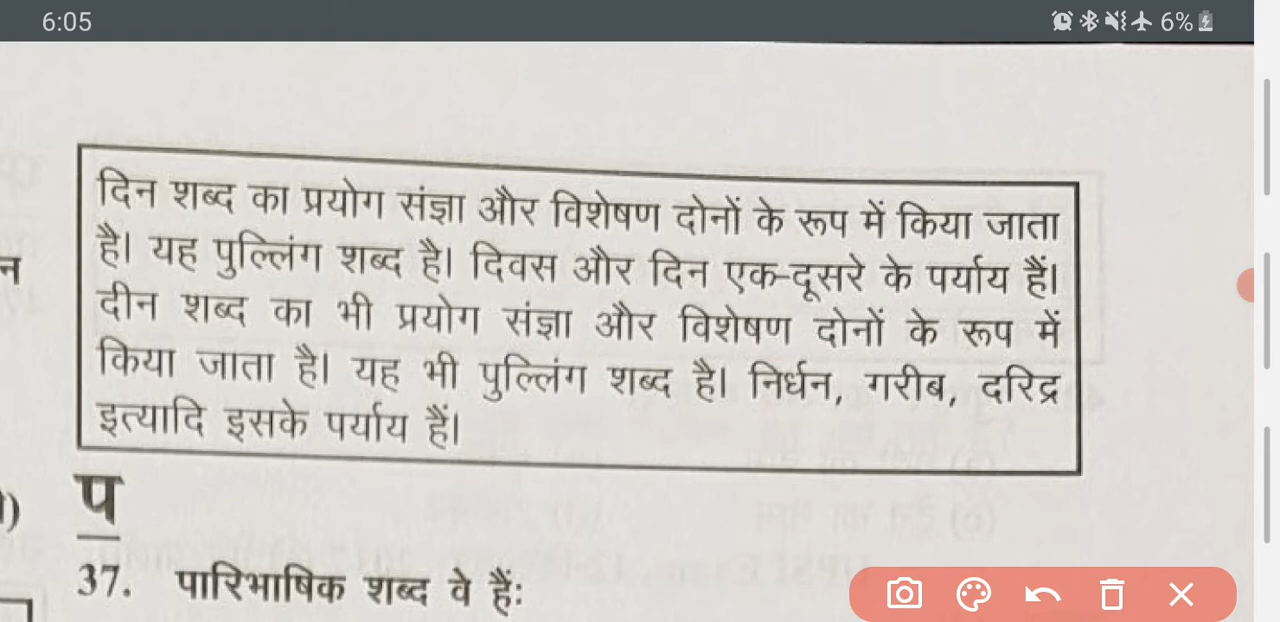 6:05
6%
दिन शब्द का प्रयोग संज्ञा और विशेषण दोनों के रूप में किया जाता
है। यह पुल्लिंग शब्द है। दिवस और दिन एक-दूसरे के पर्याय हैं।
न
दीन शब्द का भी प्रयोग संज्ञा और विशेषण दोनों के रूप में
किया जाता है। यह भी पुल्लिंग शब्द है। निर्धन, गरीब, दरिद्र
इत्यादि इसके पर्याय हैं।
प
37. पारिभाषिक शब्द वे हैं: